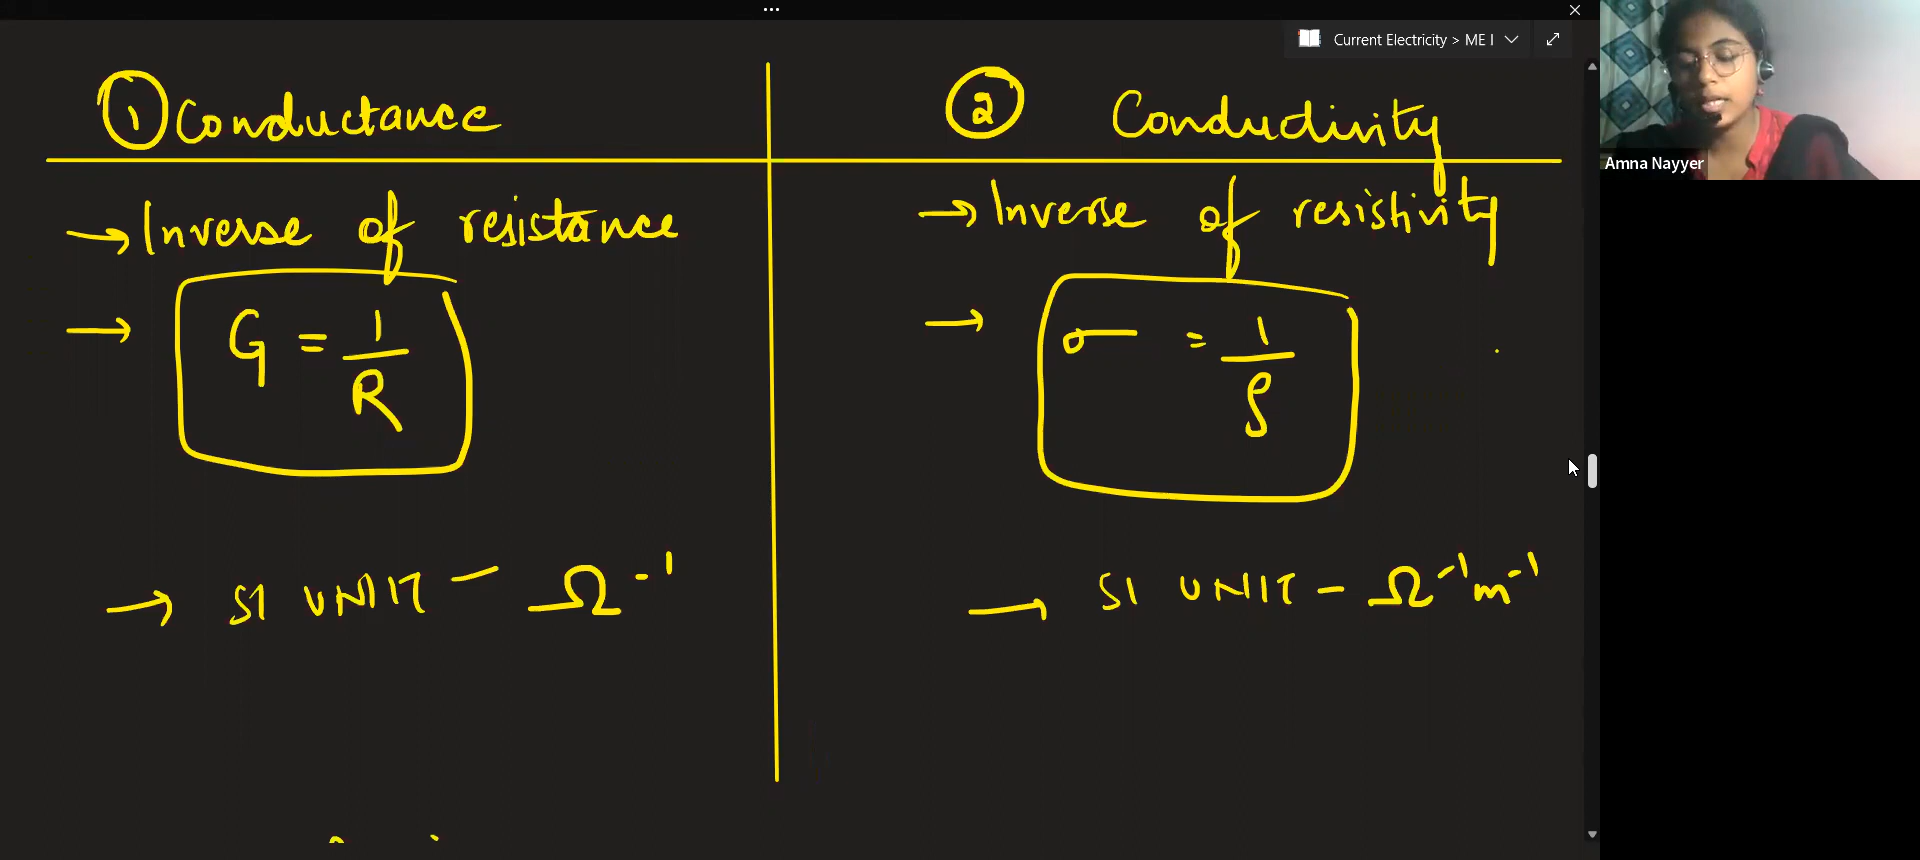 Current Electricity > ME I
① Conductance
→ Inverse of resistance
→ G = 1/R
→ SI UNIT – Ω⁻¹
② Conductivity
→ Inverse of resistivity
→ σ = 1/ρ
→ SI UNIT – Ω⁻¹m⁻¹
Amna Nayyer